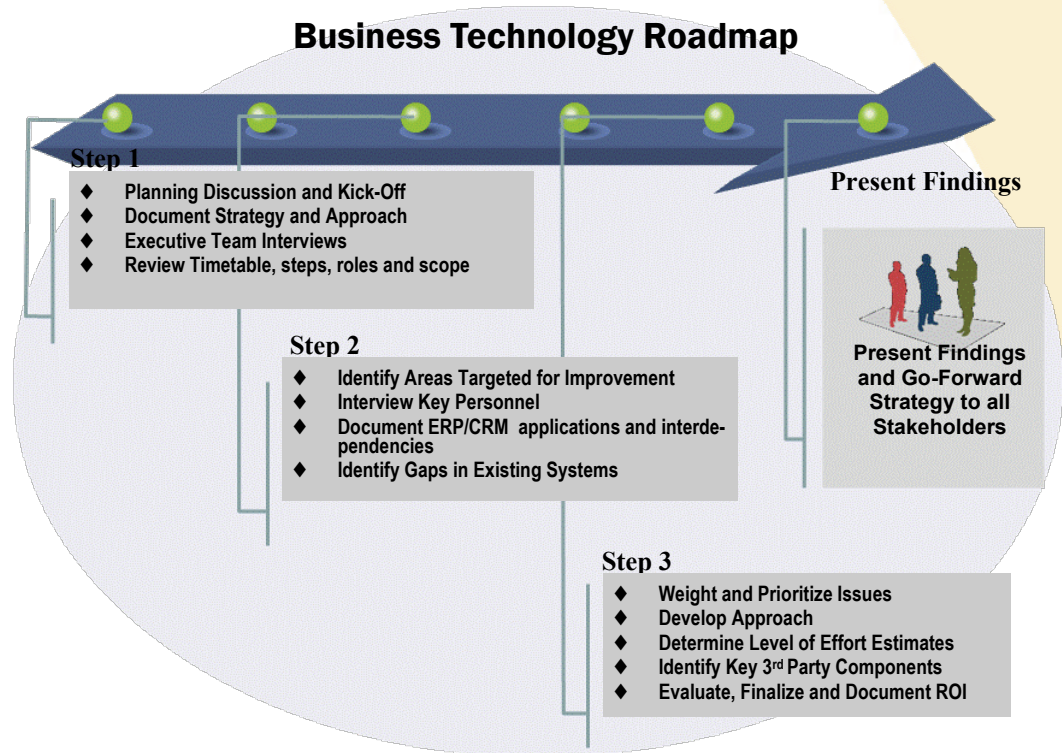 Business Technology Roadmap
Step 1
♦ Planning Discussion and Kick-Off
♦ Document Strategy and Approach
♦ Executive Team Interviews
♦ Review Timetable, steps, roles and scope
Step 2
♦ Identify Areas Targeted for Improvement
♦ Interview Key Personnel
♦ Document ERP/CRM applications and interde-
pendencies
♦ Identify Gaps in Existing Systems
Step 3
♦ Weight and Prioritize Issues
♦ Develop Approach
♦ Determine Level of Effort Estimates
♦ Identify Key 3rd Party Components
♦ Evaluate, Finalize and Document ROI
Present Findings
Present Findings
and Go-Forward
Strategy to all
Stakeholders